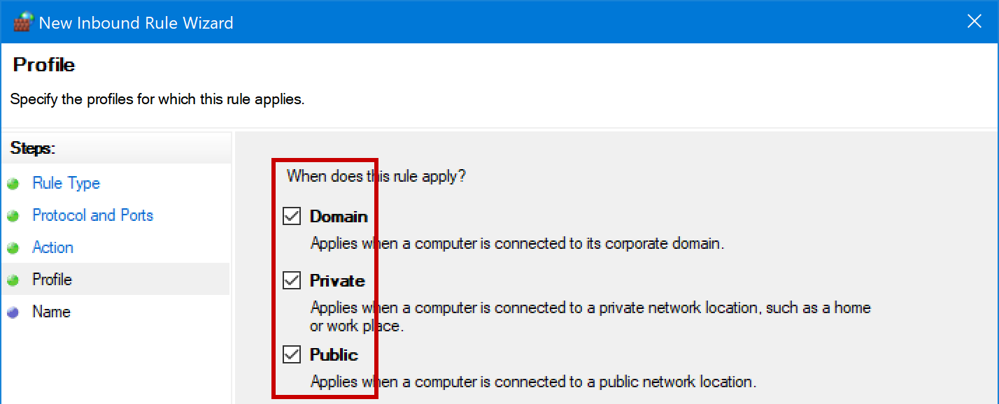 New Inbound Rule Wizard
Profile
Specify the profiles for which this rule applies.
Steps:
Rule Type
Protocol and Ports
Action
Profile
Name
When does this rule apply?
Domain
Applies when a computer is connected to its corporate domain.
Private
Applies when a computer is connected to a private network location, such as a home
or work place.
Public
Applies when a computer is connected to a public network location.